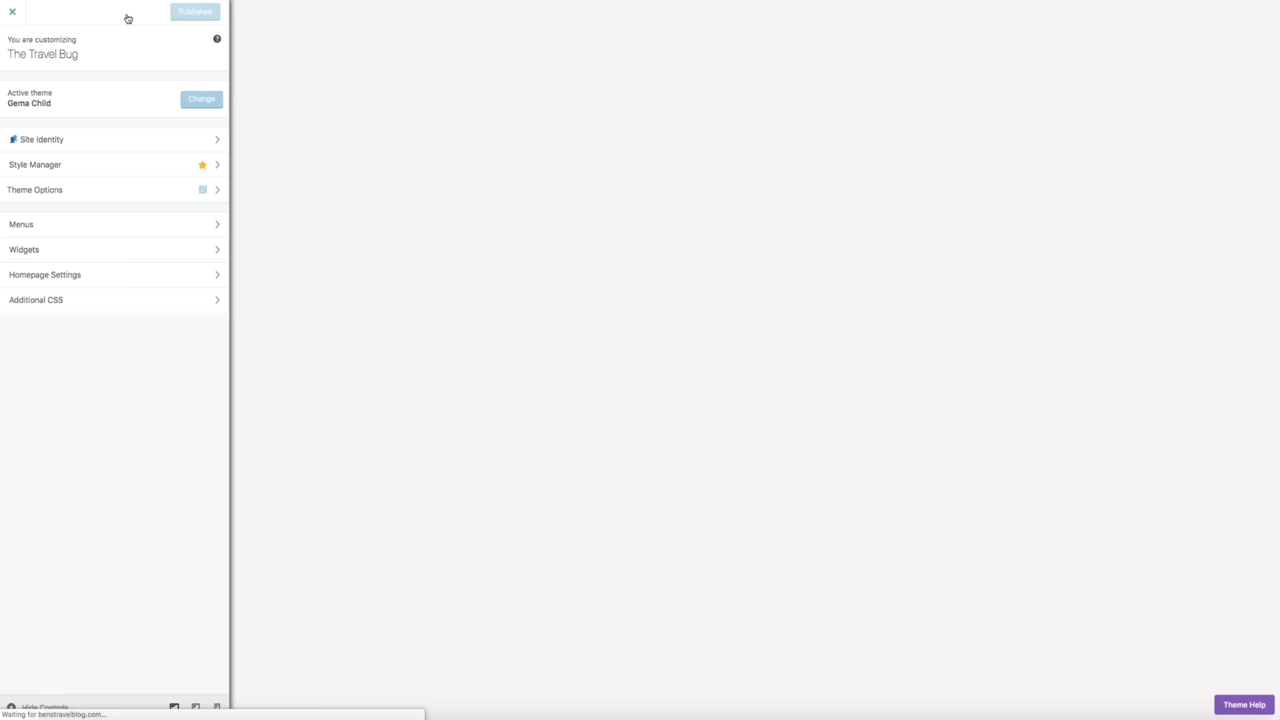 Published
You are customizing
The Travel Bug
Active theme
Gema Child
Change
Site Identity
Style Manager
Theme Options
Menus
Widgets
Homepage Settings
Additional CSS
Hide Controls
Waiting for benstravelblog.com...
Theme Help